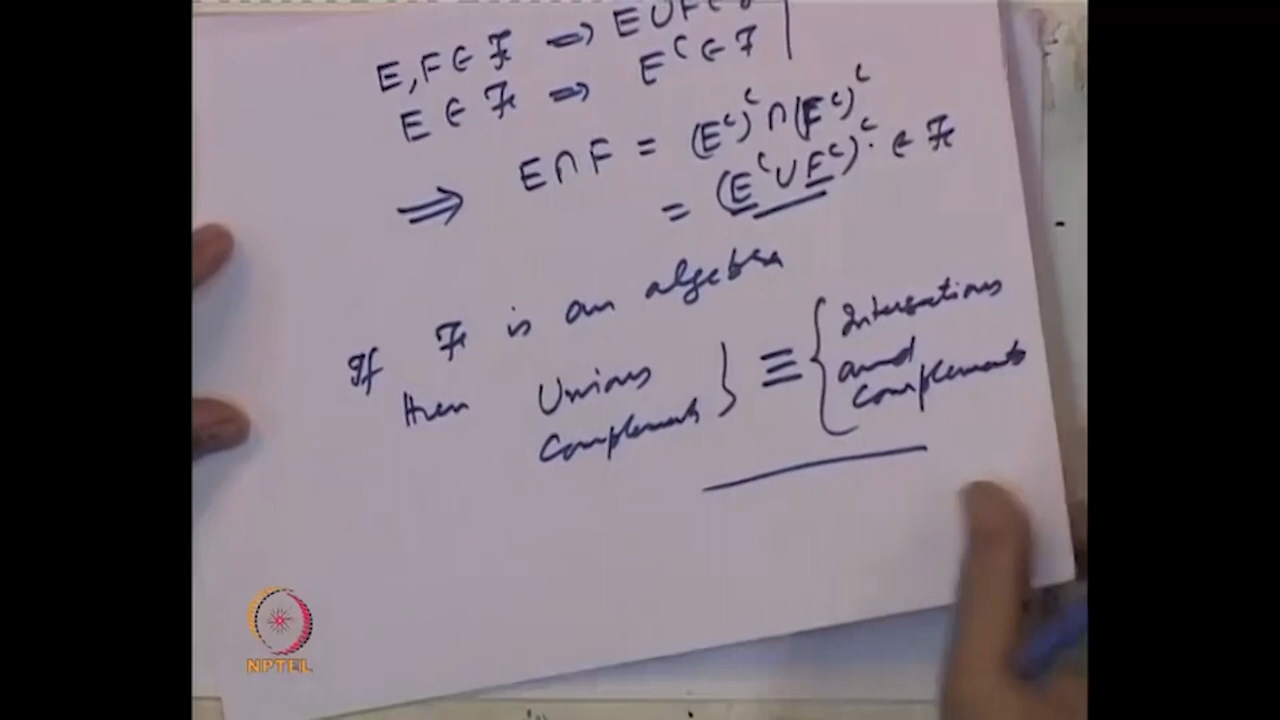 E, F ∈ 𝓕 ⇒ E ∪ F ∈
E ∈ 𝓕 ⇒ E^c ∈ 𝓕
⇒ E ∩ F = (E^c)^c ∩ (F^c)^c
= (E^c ∪ F^c)^c ∈ 𝓕
If 𝓕 is an algebra
then Unions Complements } ≡ { Intersections and complements
NPTEL